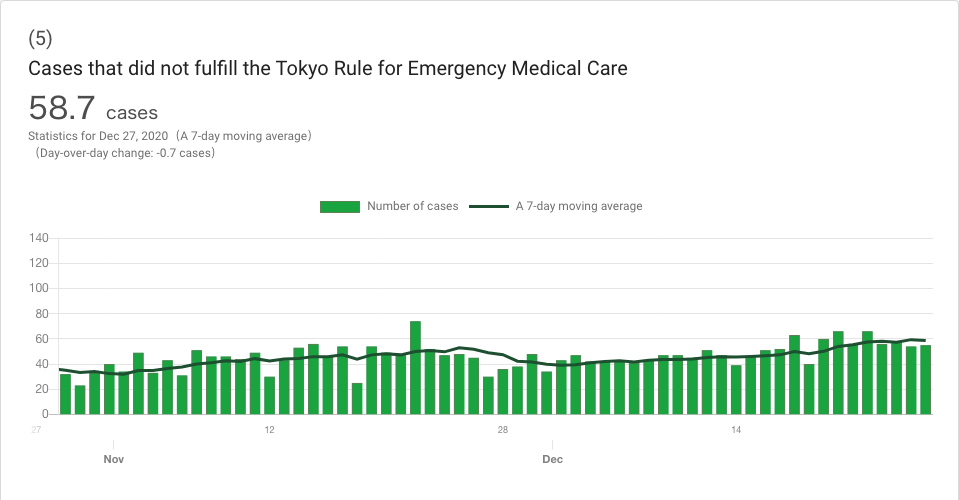 (5)
Cases that did not fulfill the Tokyo Rule for Emergency Medical Care
58.7 cases
Statistics for Dec 27, 2020（A 7-day moving average）
（Day-over-day change: -0.7 cases）
Number of cases A 7-day moving average
140
120
100
80
60
40
20
0
27 12 28 14
Nov Dec